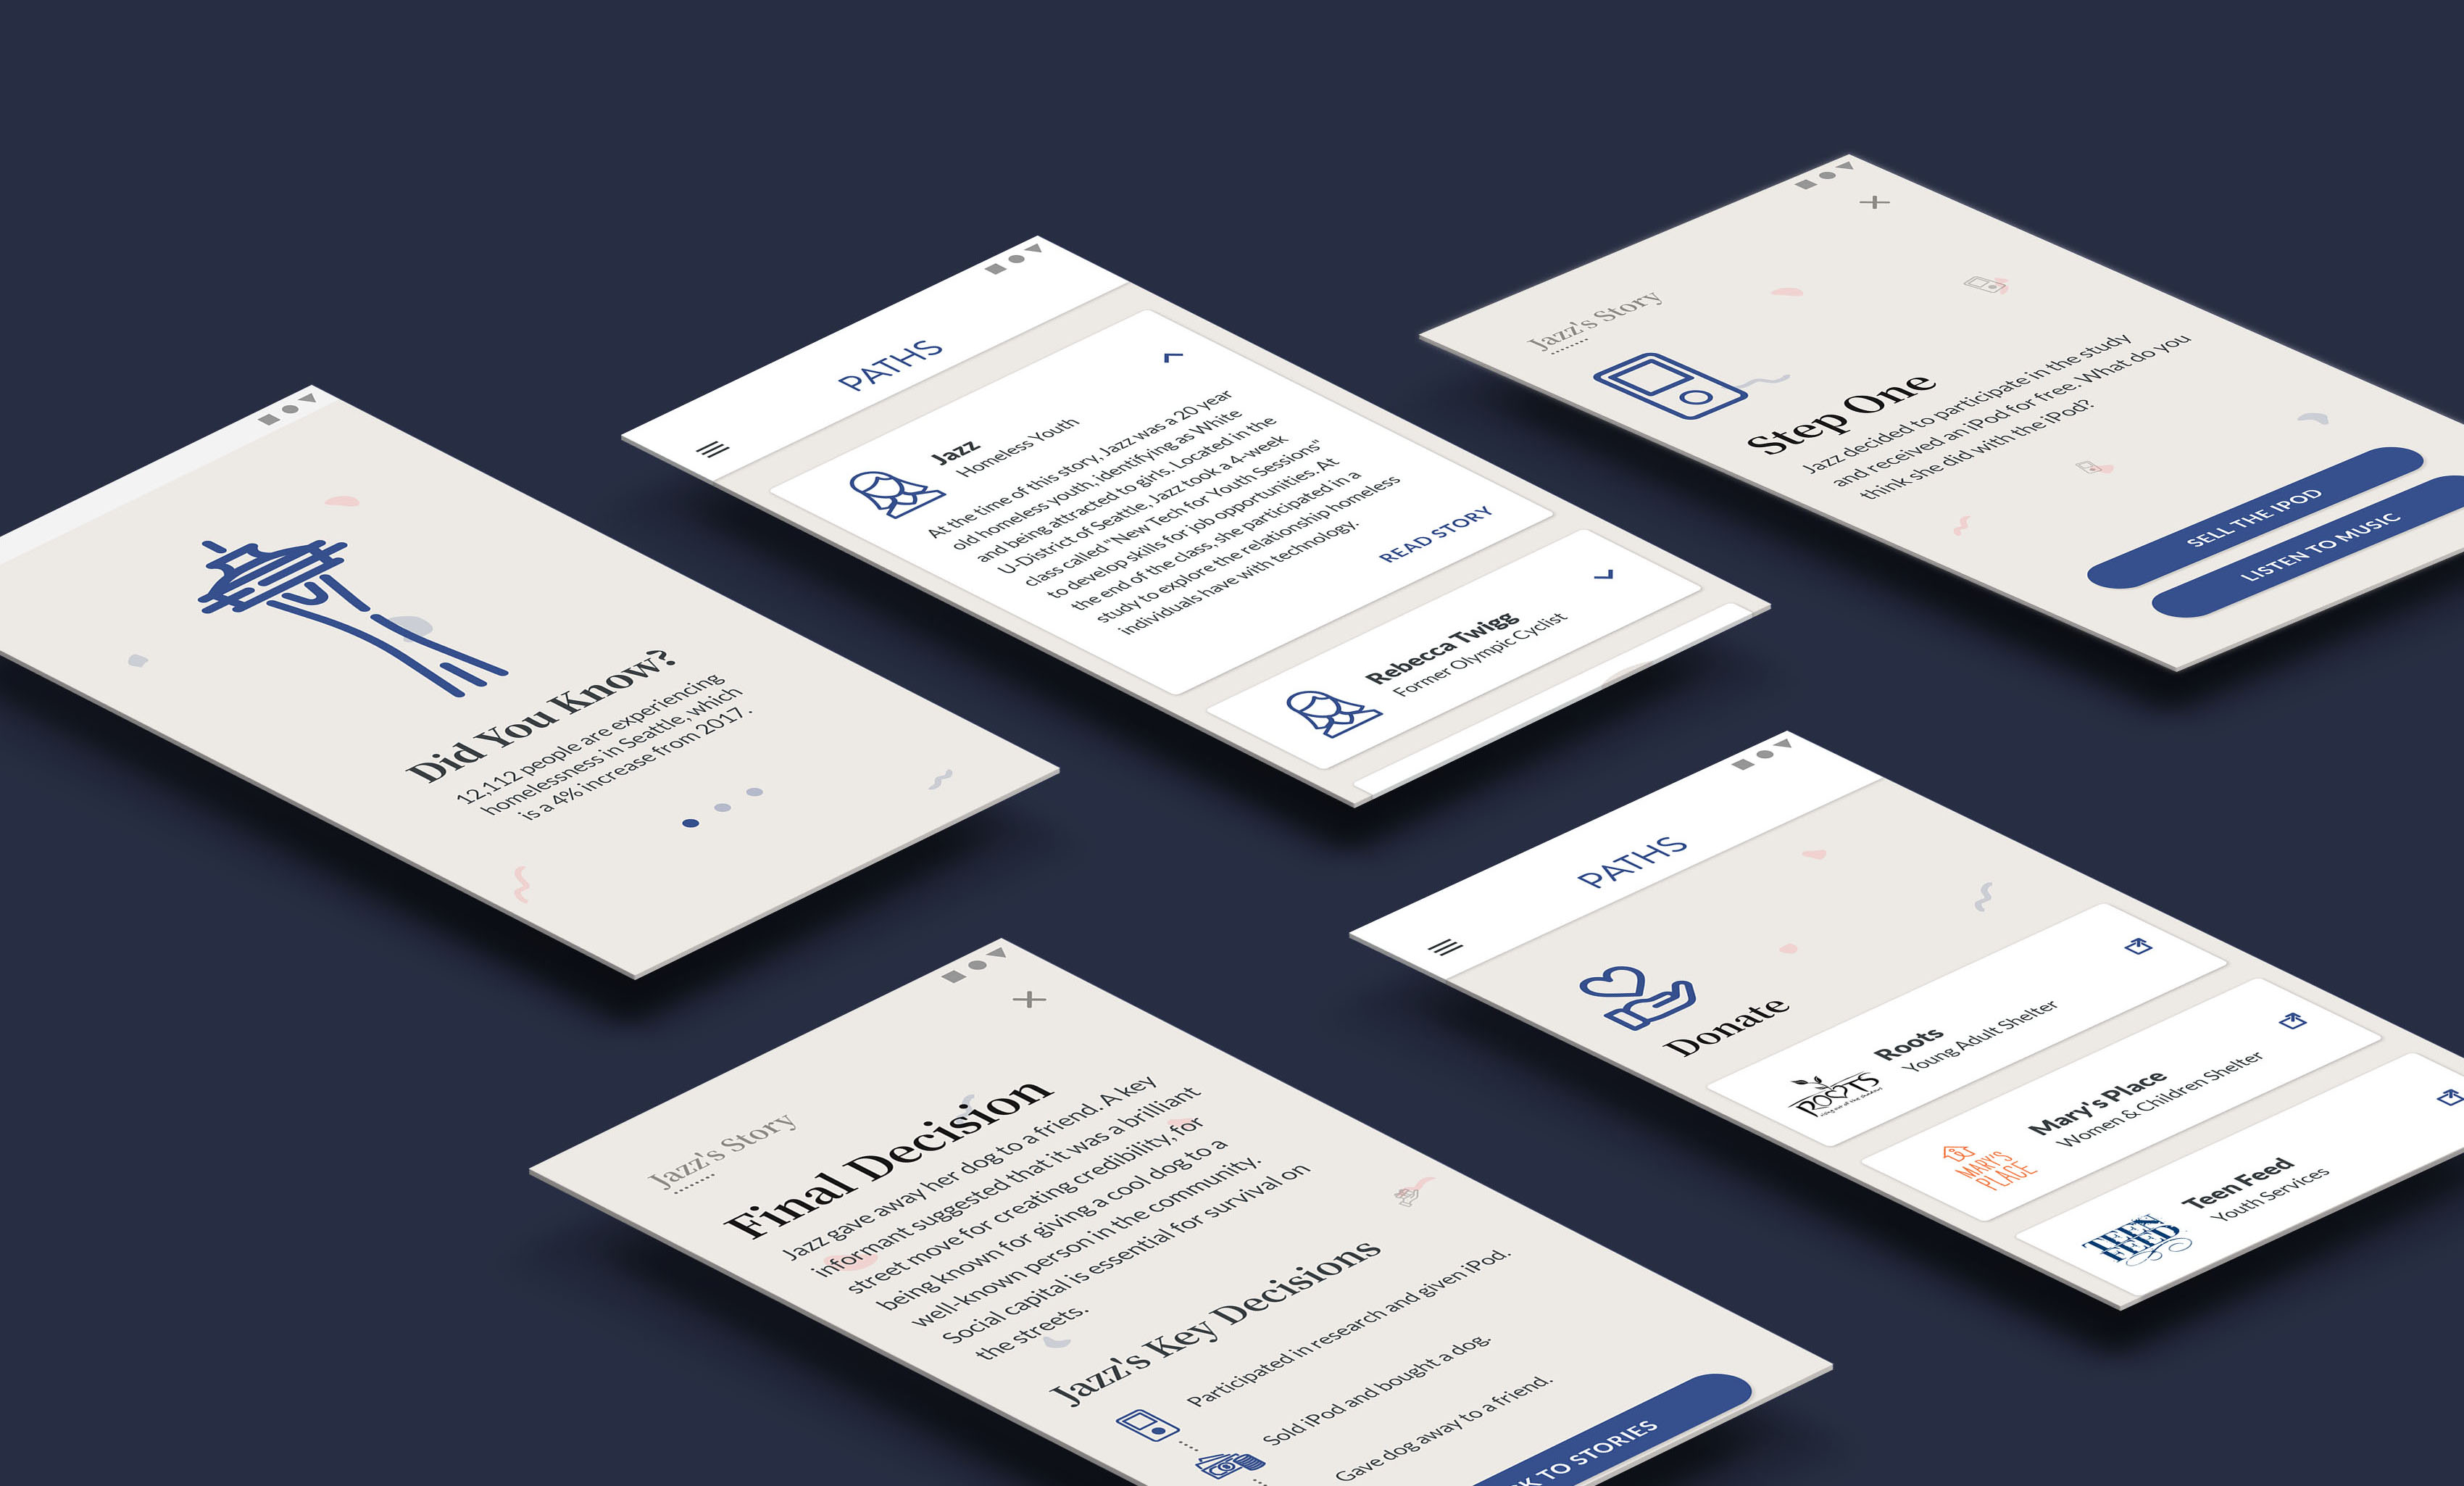 Did You Know?
12,112 people are experiencing
homelessness in Seattle, which
is a 4% increase from 2017.
PATHS
Jazz
Homeless Youth
At the time of this story, Jazz was a 20 year
old homeless youth, identifying as White
and being attracted to girls. Located in the
U-District of Seattle, Jazz took a 4-week
class called "New Tech for Youth Sessions"
to develop skills for job opportunities. At
the end of the class, she participated in a
study to explore the relationship homeless
individuals have with technology.
READ STORY
Rebecca Twigg
Former Olympic Cyclist
Jazz's Story
Step One
Jazz decided to participate in the study
and received an iPod for free. What do you
think she did with the iPod?
SELL THE IPOD
LISTEN TO MUSIC
Jazz's Story
Final Decision
Jazz gave away her dog to a friend. A key
informant suggested that it was a brilliant
street move for creating credibility, for
being known for giving a cool dog to a
well-known person in the community.
Social capital is essential for survival on
the streets.
Jazz's Key Decisions
Participated in research and given iPod.
Sold iPod and bought a dog.
Gave dog away to a friend.
TO STORIES
PATHS
Donate
ROOTS
Roots
Young Adult Shelter
MARY'S
PLACE
Mary's Place
Women & Children Shelter
TEEN
FEED
Teen Feed
Youth Services